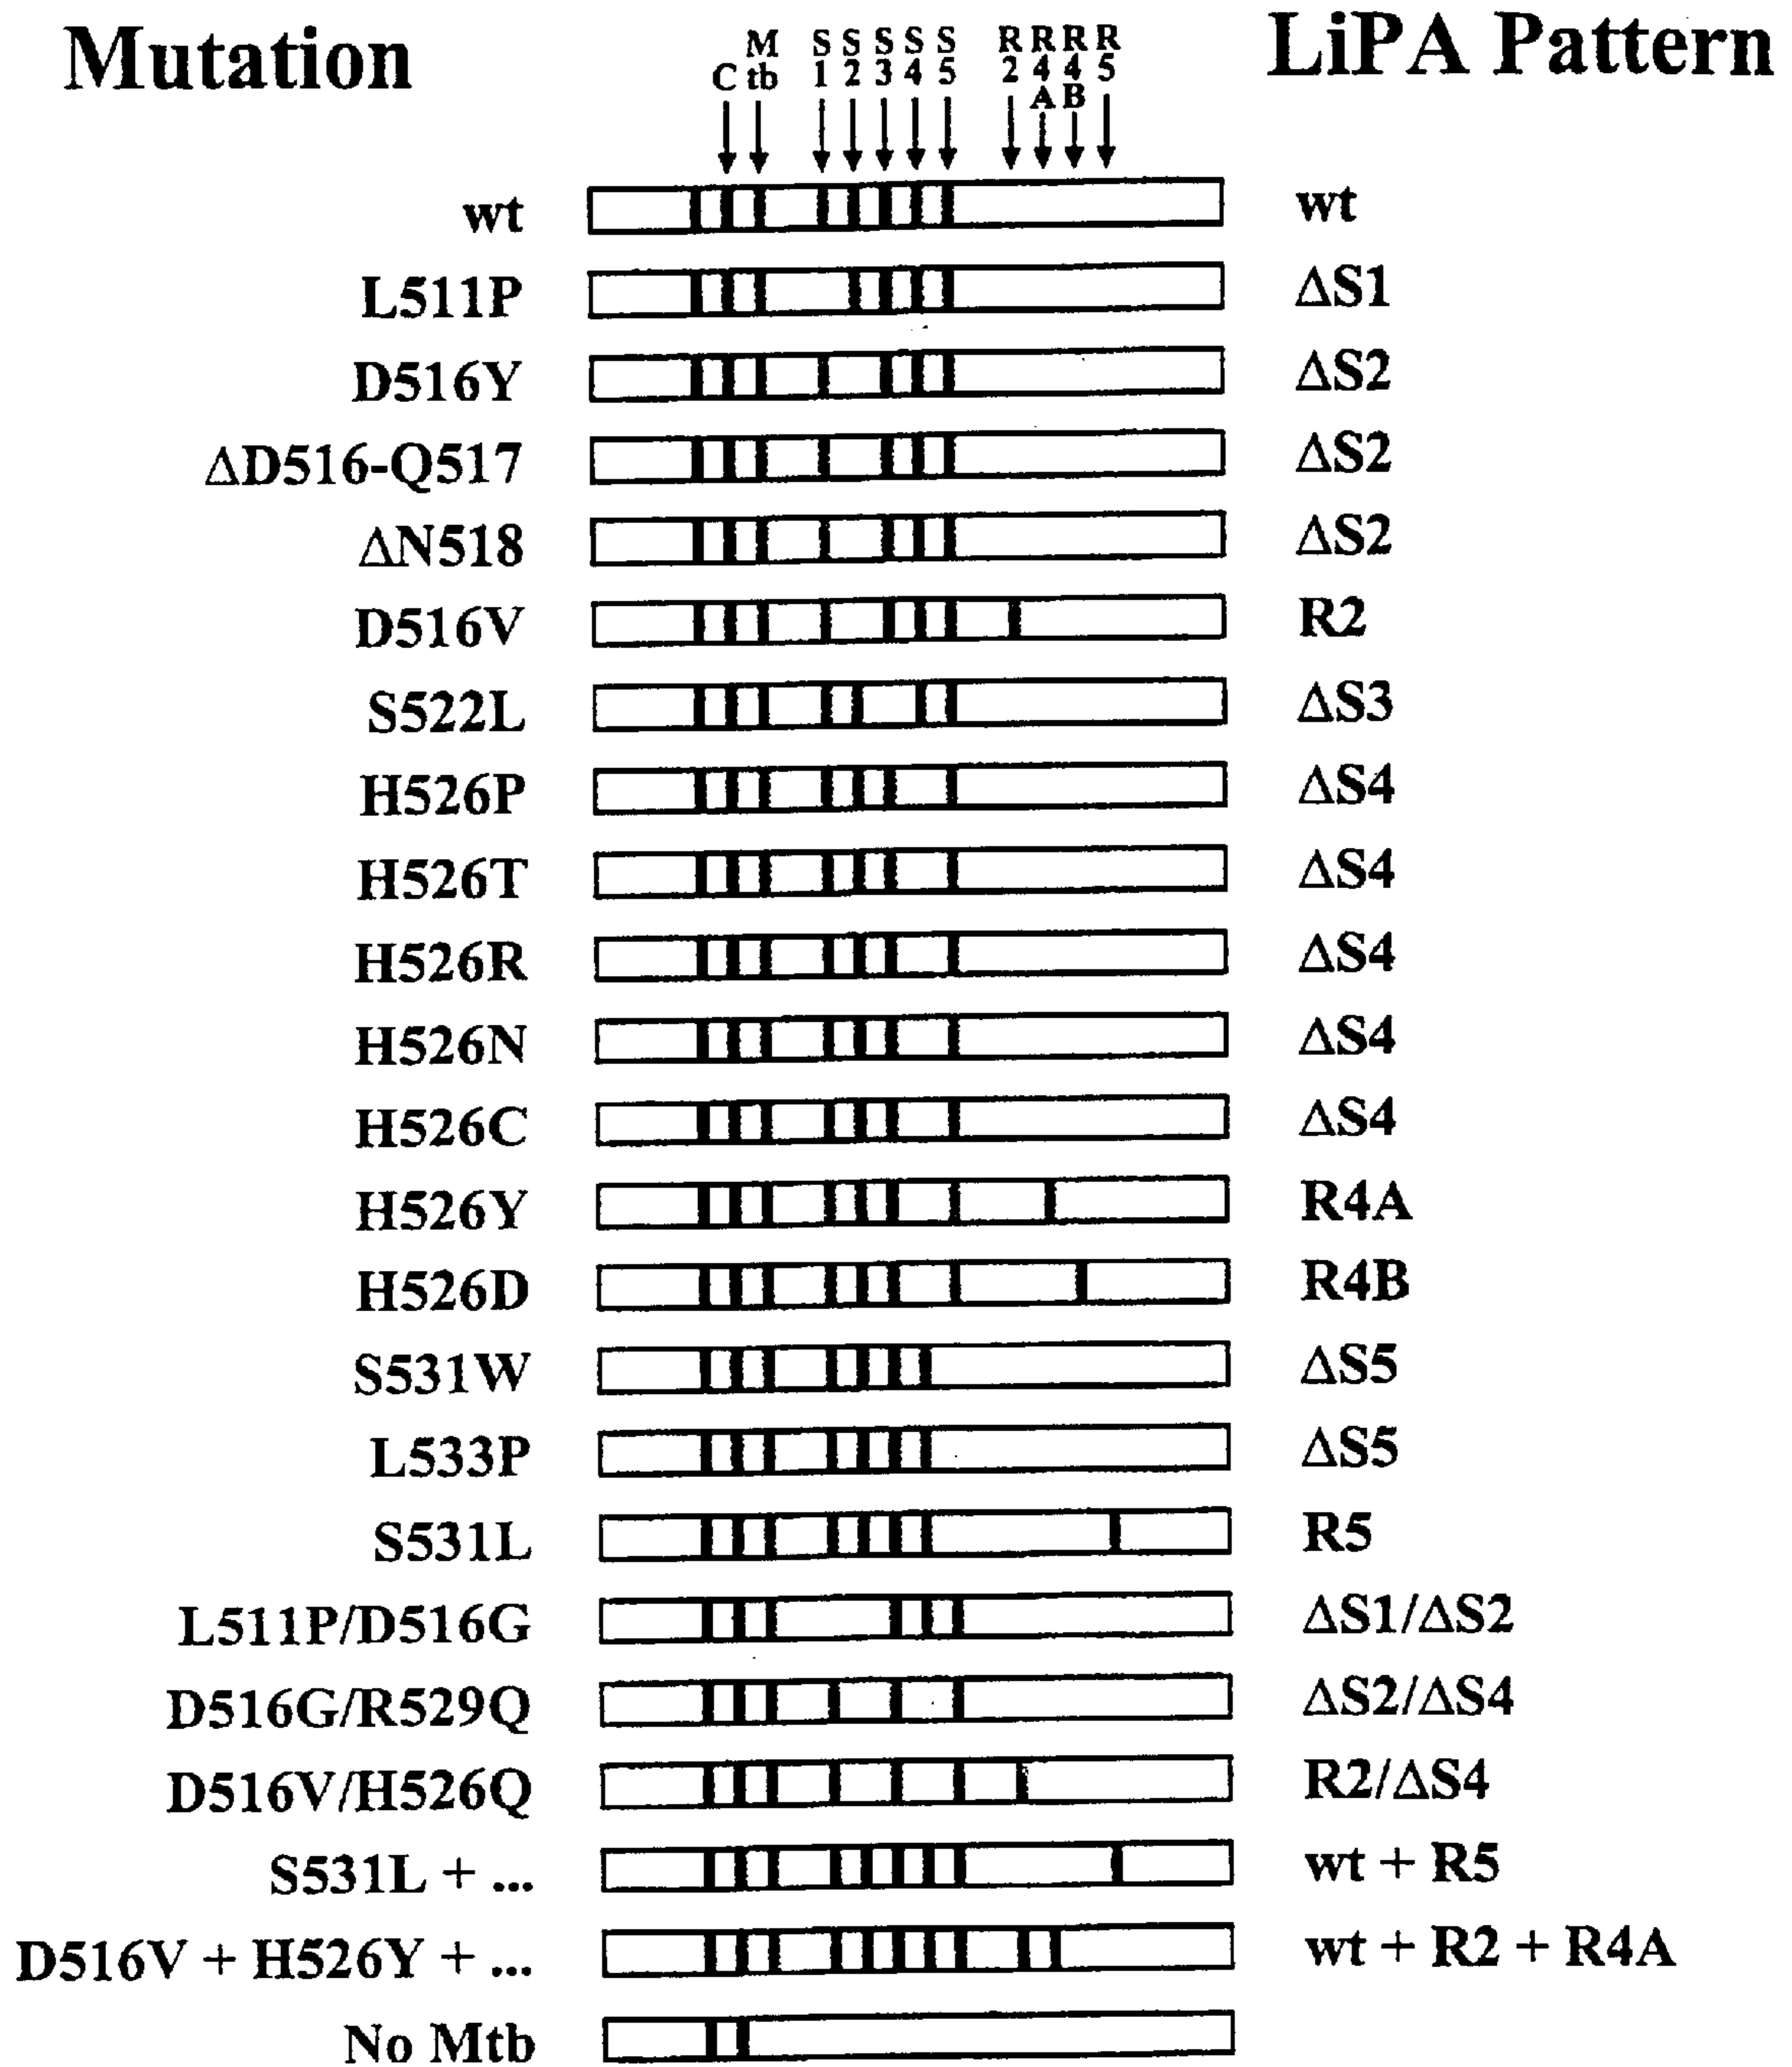 Mutation
C
M
tb
S
1
S
2
S
3
S
4
S
5
R
2
R
4
A
R
4
B
R
5
LiPA Pattern
wt wt
L511P ΔS1
D516Y ΔS2
ΔD516-Q517 ΔS2
ΔN518 ΔS2
D516V R2
S522L ΔS3
H526P ΔS4
H526T ΔS4
H526R ΔS4
H526N ΔS4
H526C ΔS4
H526Y R4A
H526D R4B
S531W ΔS5
L533P ΔS5
S531L R5
L511P/D516G ΔS1/ΔS2
D516G/R529Q ΔS2/ΔS4
D516V/H526Q R2/ΔS4
S531L + ... wt + R5
D516V + H526Y + ... wt + R2 + R4A
No Mtb